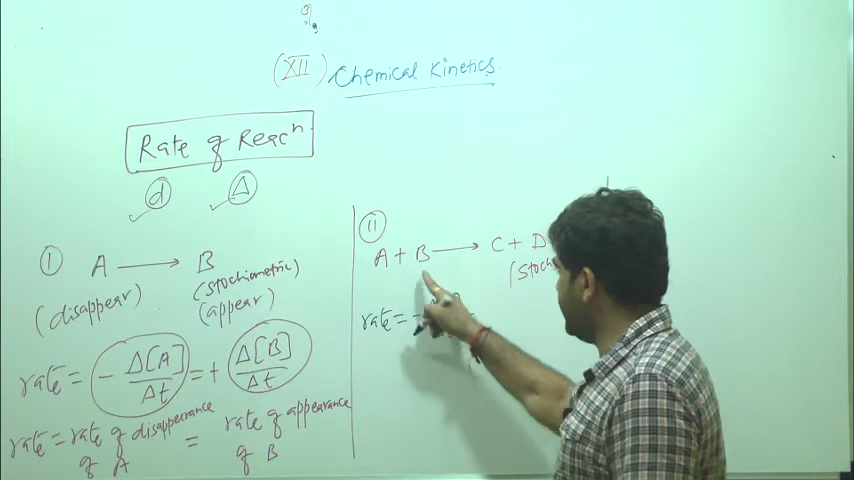 (XII) Chemical Kinetics.
Rate of Reacⁿ
d Δ
I A ⟶ B
(disappear) (stochiometric)
(appear)
rate = - Δ[A]/Δt = + Δ[B]/Δt
rate = rate of disappearance of A = rate of appearance of B
II
A + B ⟶ C + D
(stoch
rate = -